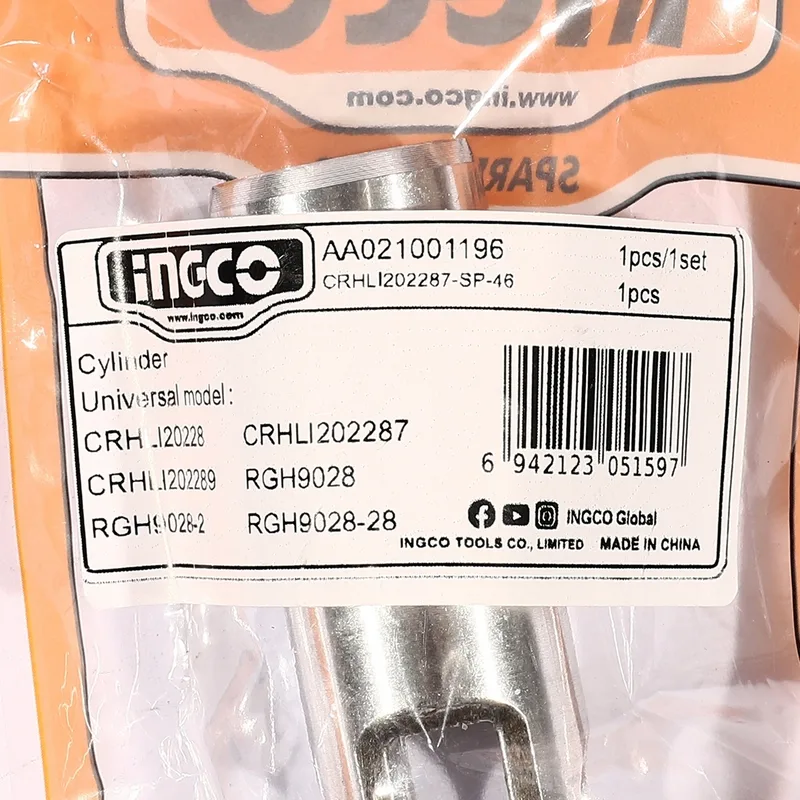 INGCO
www.ingco.com
SPAR
INGCO
www.ingco.com
AA021001196
CRHLI202287-SP-46
1pcs/1set
1pcs
Cylinder
Universal model:
CRHLI20228 CRHLI202287
CRHLI202289 RGH9028
RGH9028-2 RGH9028-28
6 942123 051597
INGCO Global
INGCO TOOLS CO., LIMITED MADE IN CHINA